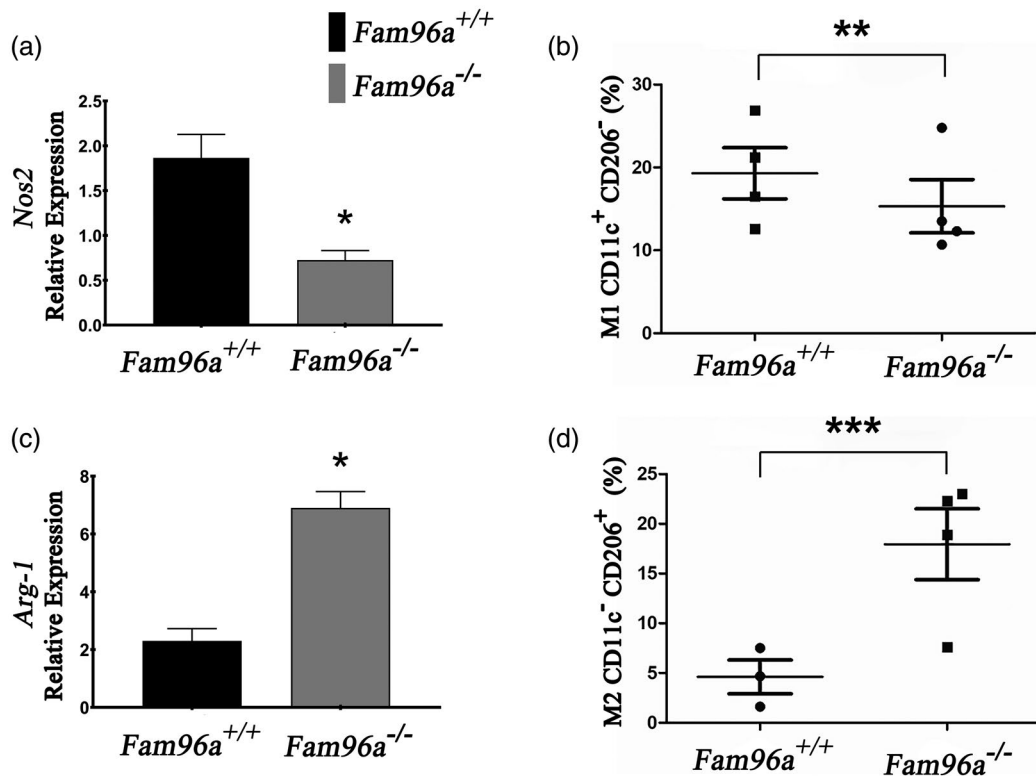 (a)
Fam96a+/+
Fam96a-/-
Nos2
Relative Expression
2.5
2.0
1.5
1.0
0.5
0.0
*
Fam96a+/+
Fam96a-/-
(b)
**
M1 CD11c+ CD206- (%)
30
20
10
0
Fam96a+/+
Fam96a-/-
(c)
Arg-1
Relative Expression
8
6
4
2
0
*
Fam96a+/+
Fam96a-/-
(d)
***
M2 CD11c- CD206+ (%)
25
20
15
10
5
0
Fam96a+/+
Fam96a-/-